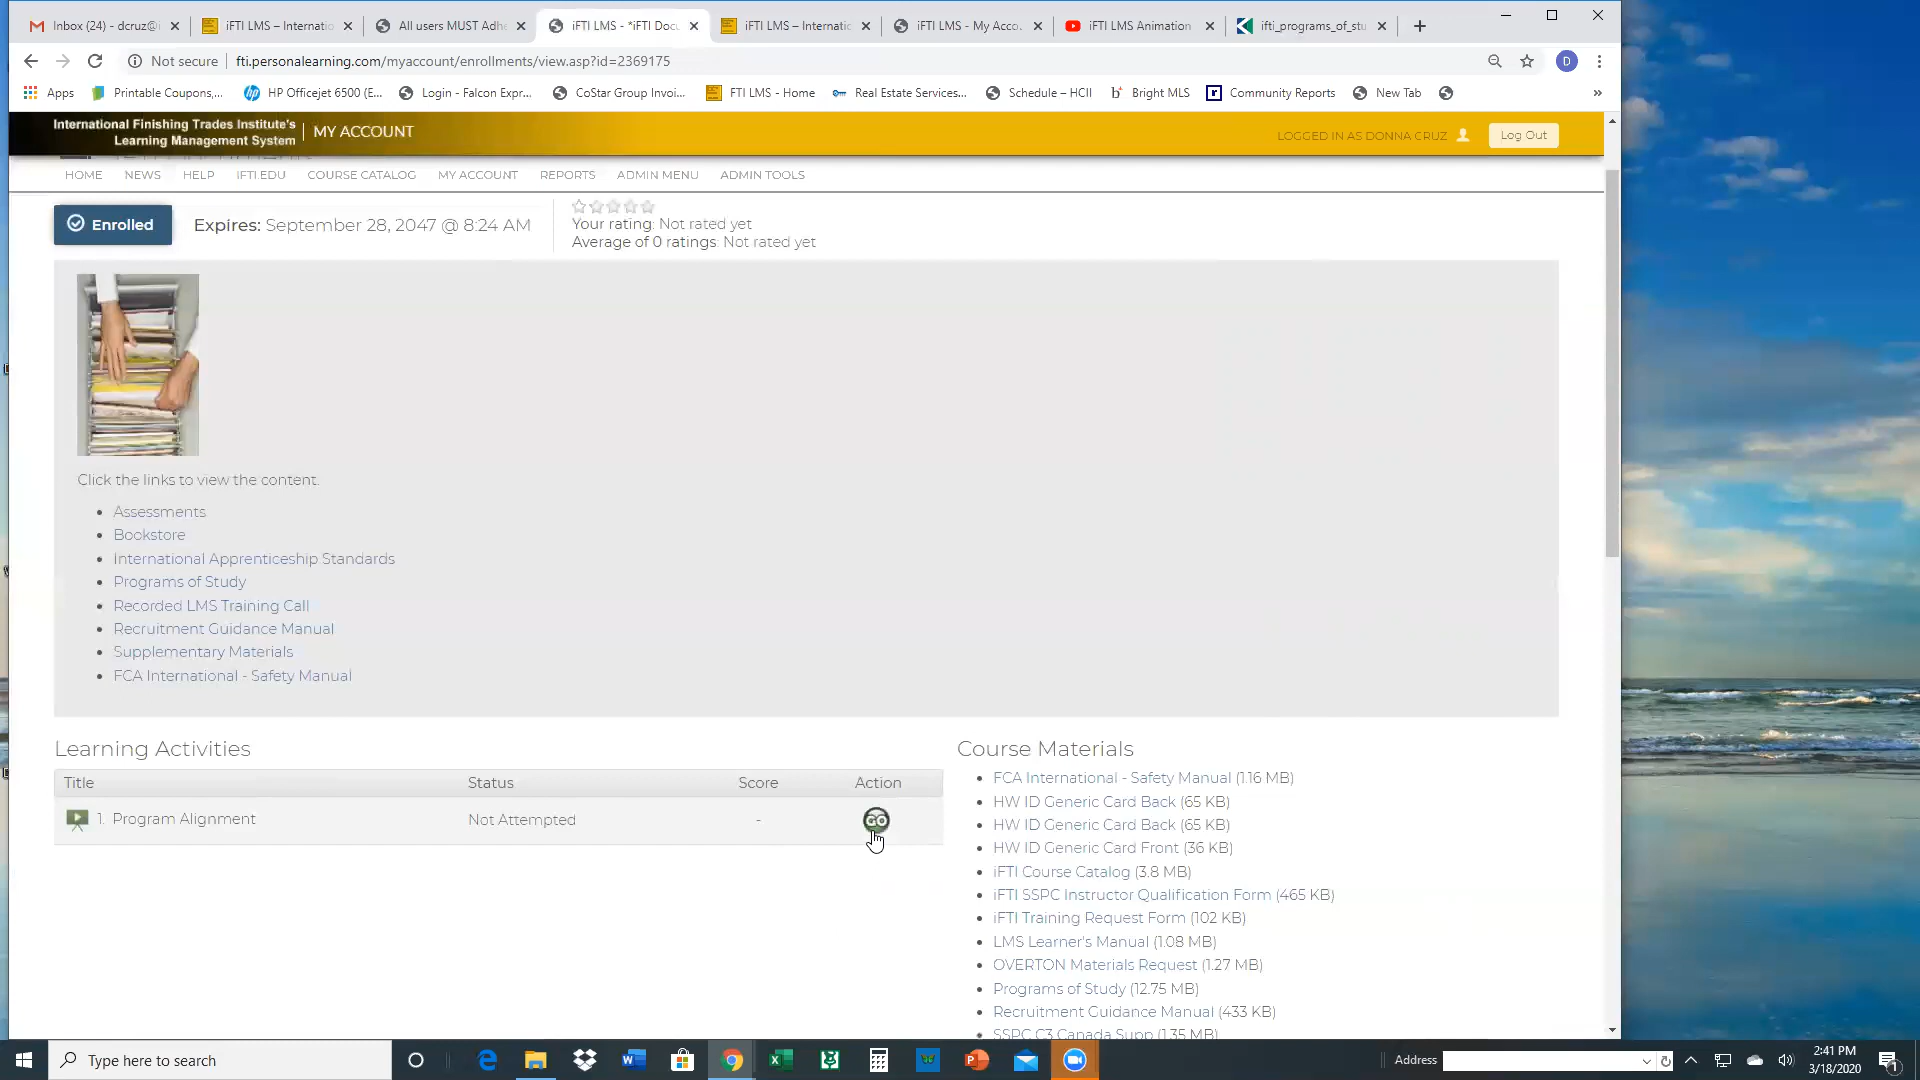 Inbox (24) - dcruz@i
iFTI LMS – Internatio
All users MUST Adhe
iFTI LMS - *iFTI Docu
iFTI LMS – Internatio
iFTI LMS - My Acco
iFTI LMS Animation
ifti_programs_of_stu
Not secure | fti.personalearning.com/myaccount/enrollments/view.asp?id=2369175
D
Apps
Printable Coupons,...
HP Officejet 6500 (E...
Login - Falcon Expr...
CoStar Group Invoi...
FTI LMS - Home
Real Estate Services...
Schedule – HCII
Bright MLS
Community Reports
New Tab
International Finishing Trades Institute's
Learning Management System
MY ACCOUNT
LOGGED IN AS DONNA CRUZ
Log Out
HOME
NEWS
HELP
IFTI.EDU
COURSE CATALOG
MY ACCOUNT
REPORTS
ADMIN MENU
ADMIN TOOLS
Enrolled
Expires: September 28, 2047 @ 8:24 AM
Your rating: Not rated yet
Average of 0 ratings: Not rated yet
Click the links to view the content.
Assessments
Bookstore
International Apprenticeship Standards
Programs of Study
Recorded LMS Training Call
Recruitment Guidance Manual
Supplementary Materials
FCA International - Safety Manual
Learning Activities
Title Status Score Action
1. Program Alignment Not Attempted - GO
Course Materials
FCA International - Safety Manual (1.16 MB)
HW ID Generic Card Back (65 KB)
HW ID Generic Card Back (65 KB)
HW ID Generic Card Front (36 KB)
iFTI Course Catalog (3.8 MB)
iFTI SSPC Instructor Qualification Form (465 KB)
iFTI Training Request Form (102 KB)
LMS Learner's Manual (1.08 MB)
OVERTON Materials Request (1.27 MB)
Programs of Study (12.75 MB)
Recruitment Guidance Manual (433 KB)
SSPC C3 Canada Supp (1.35 MB)
Type here to search
Address
2:41 PM
3/18/2020
1